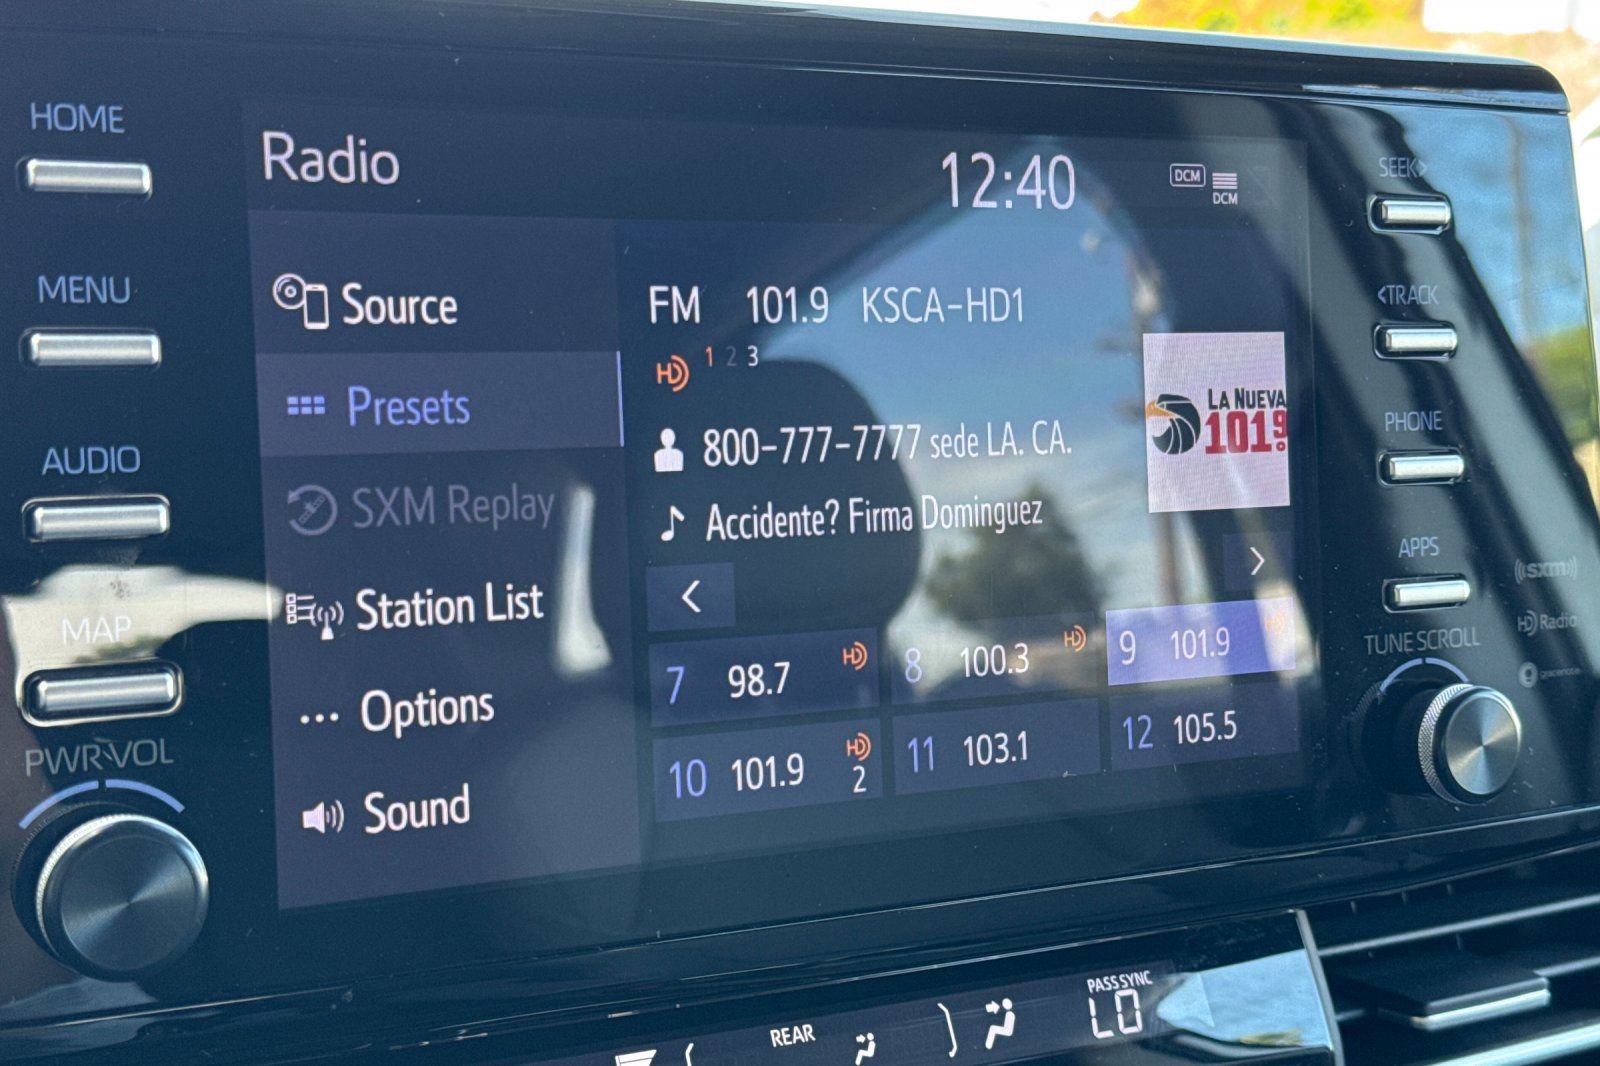 HOME
MENU
AUDIO
MAP
PWR·VOL
Radio
12:40
DCM
DCM
Source
Presets
SXM Replay
Station List
Options
Sound
FM 101.9 KSCA-HD1
HD 1 2 3
800-777-7777 sede LA. CA.
Accidente? Firma Dominguez
LA NUEVA
101.9
<
>
7 98.7 HD
8 100.3 HD
9 101.9 HD
10 101.9 HD 2
11 103.1
12 105.5
SEEK>
<TRACK
PHONE
APPS
TUNE·SCROLL
((sxm))
HD Radio
gracenote
REAR
PASS SYNC
LO